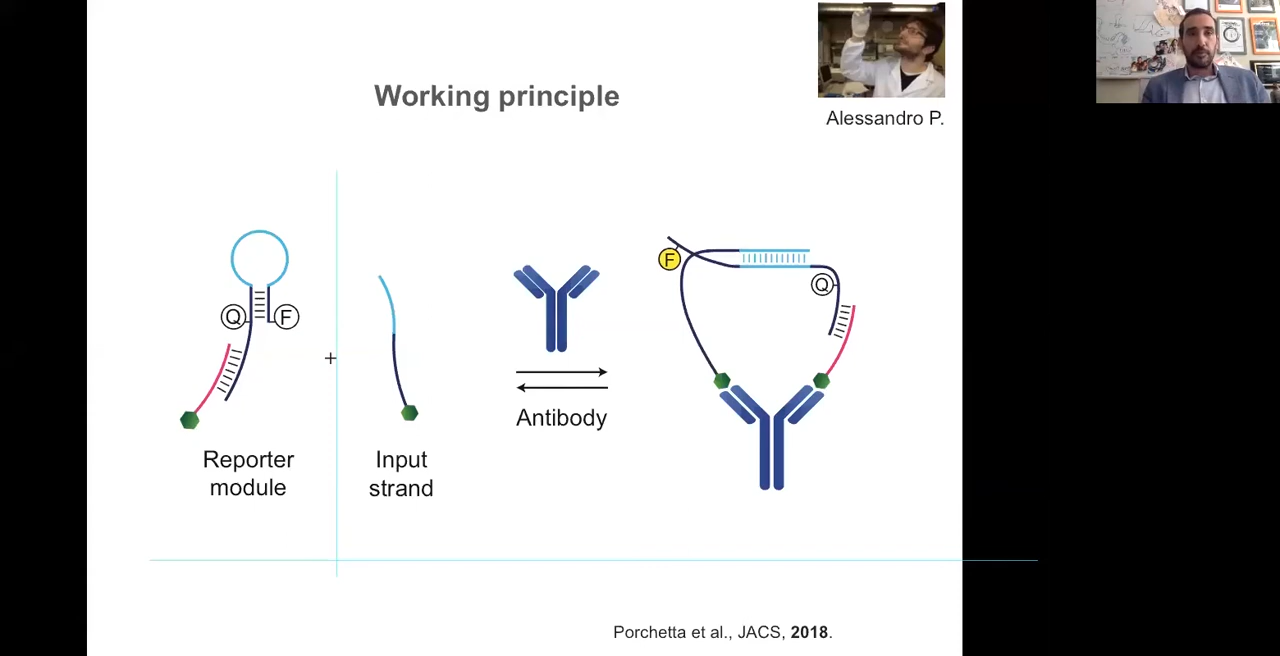 Working principle
Alessandro P.
Q
F
+
Reporter
module
Input
strand
Antibody
F
Q
Porchetta et al., JACS, 2018.